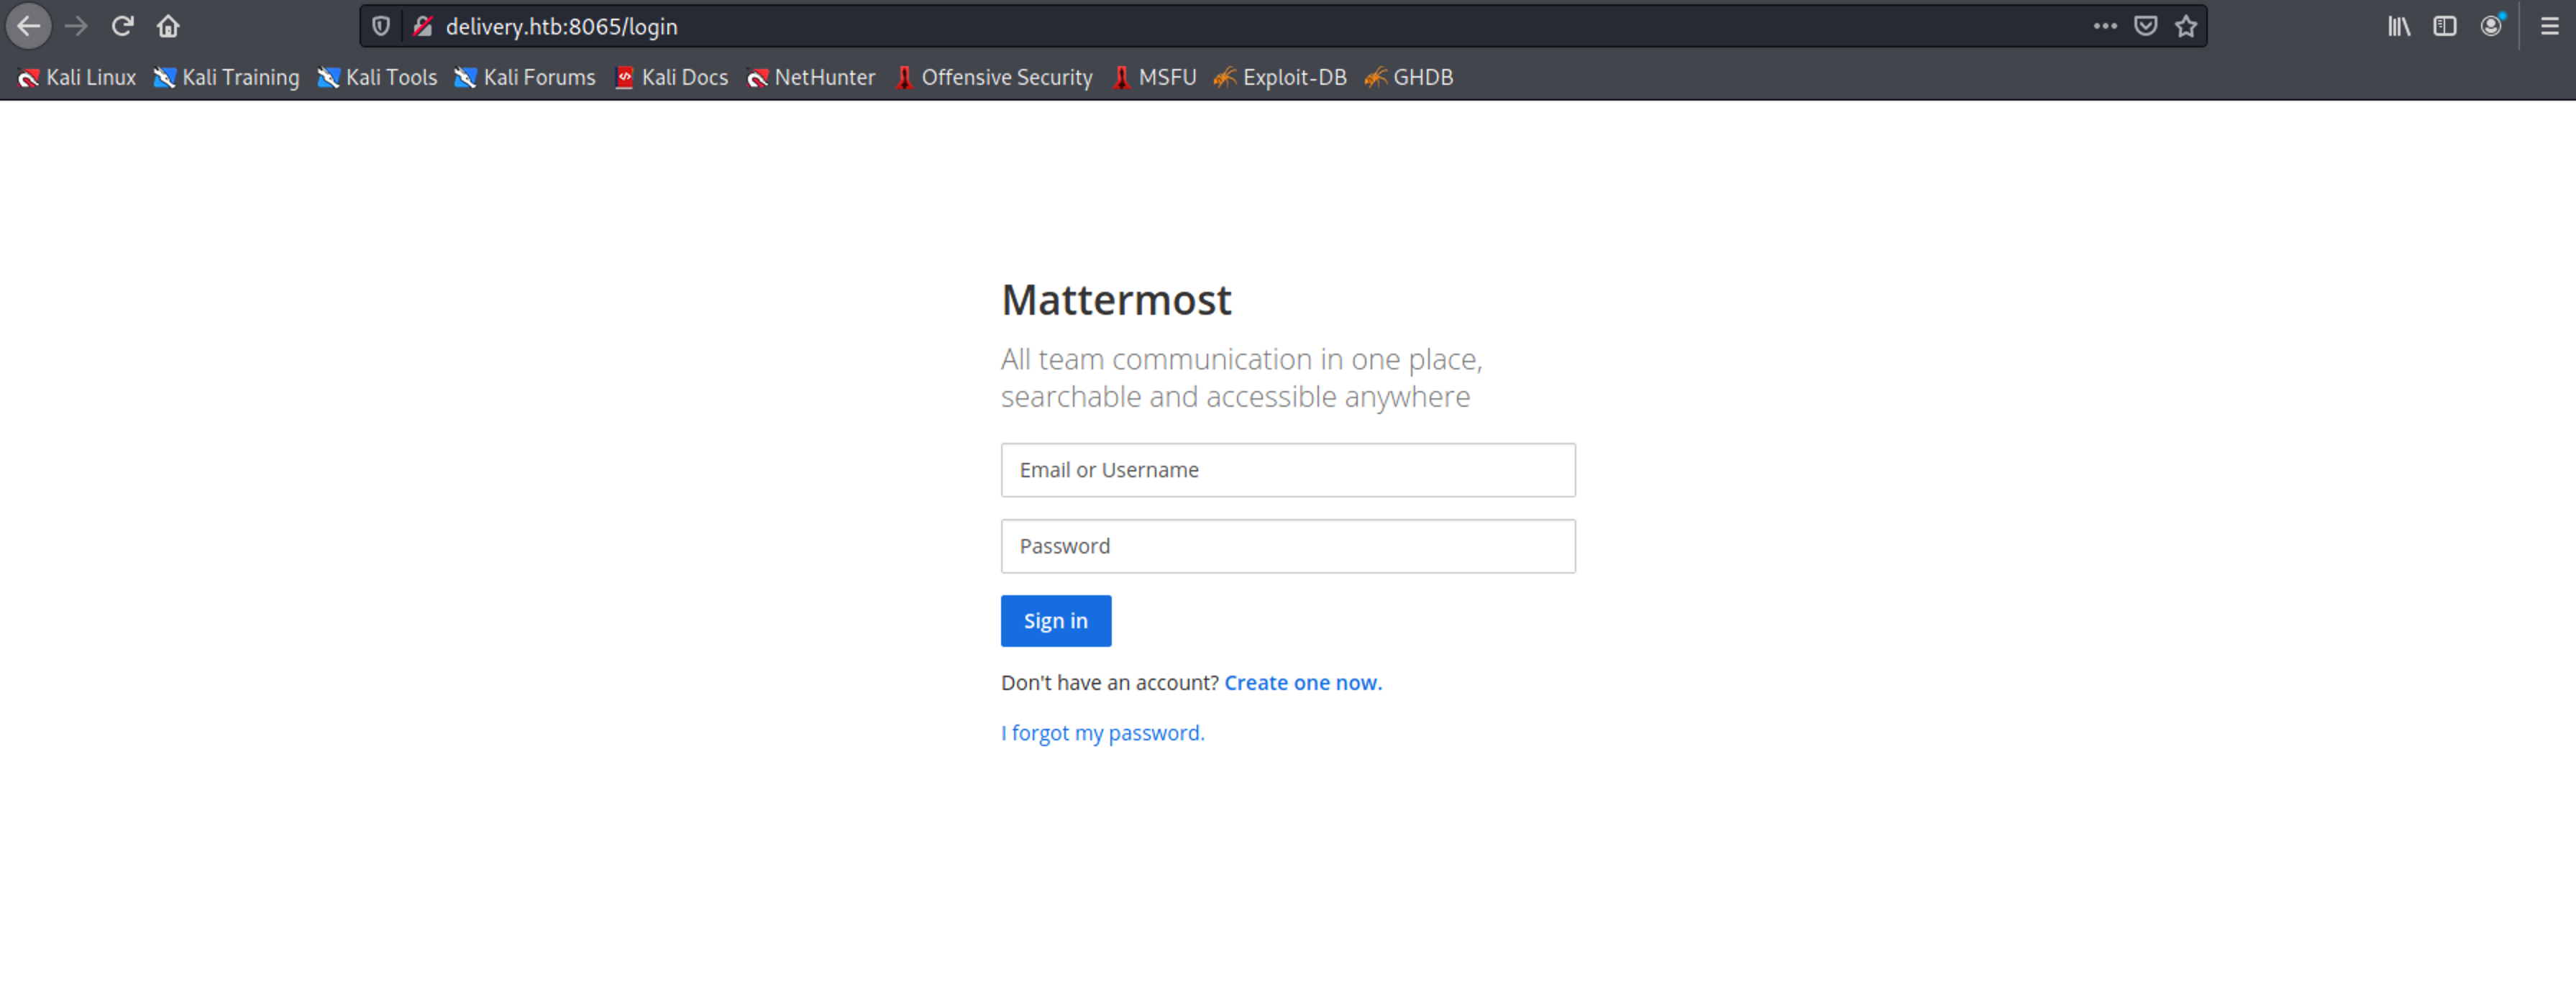 delivery.htb:8065/login
Kali Linux Kali Training Kali Tools Kali Forums Kali Docs NetHunter Offensive Security MSFU Exploit-DB GHDB
Mattermost
All team communication in one place,
searchable and accessible anywhere
Email or Username
Password
Sign in
Don't have an account? Create one now.
I forgot my password.